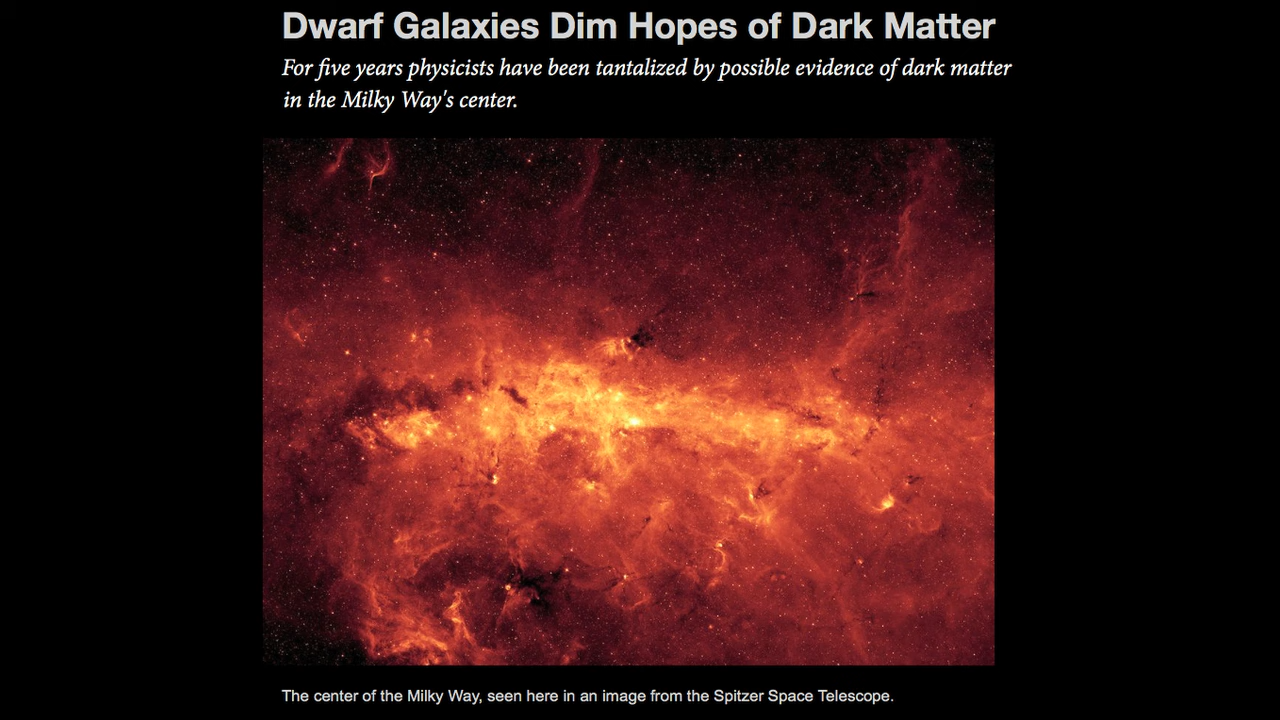 Dwarf Galaxies Dim Hopes of Dark Matter
For five years physicists have been tantalized by possible evidence of dark matter
in the Milky Way's center.
The center of the Milky Way, seen here in an image from the Spitzer Space Telescope.